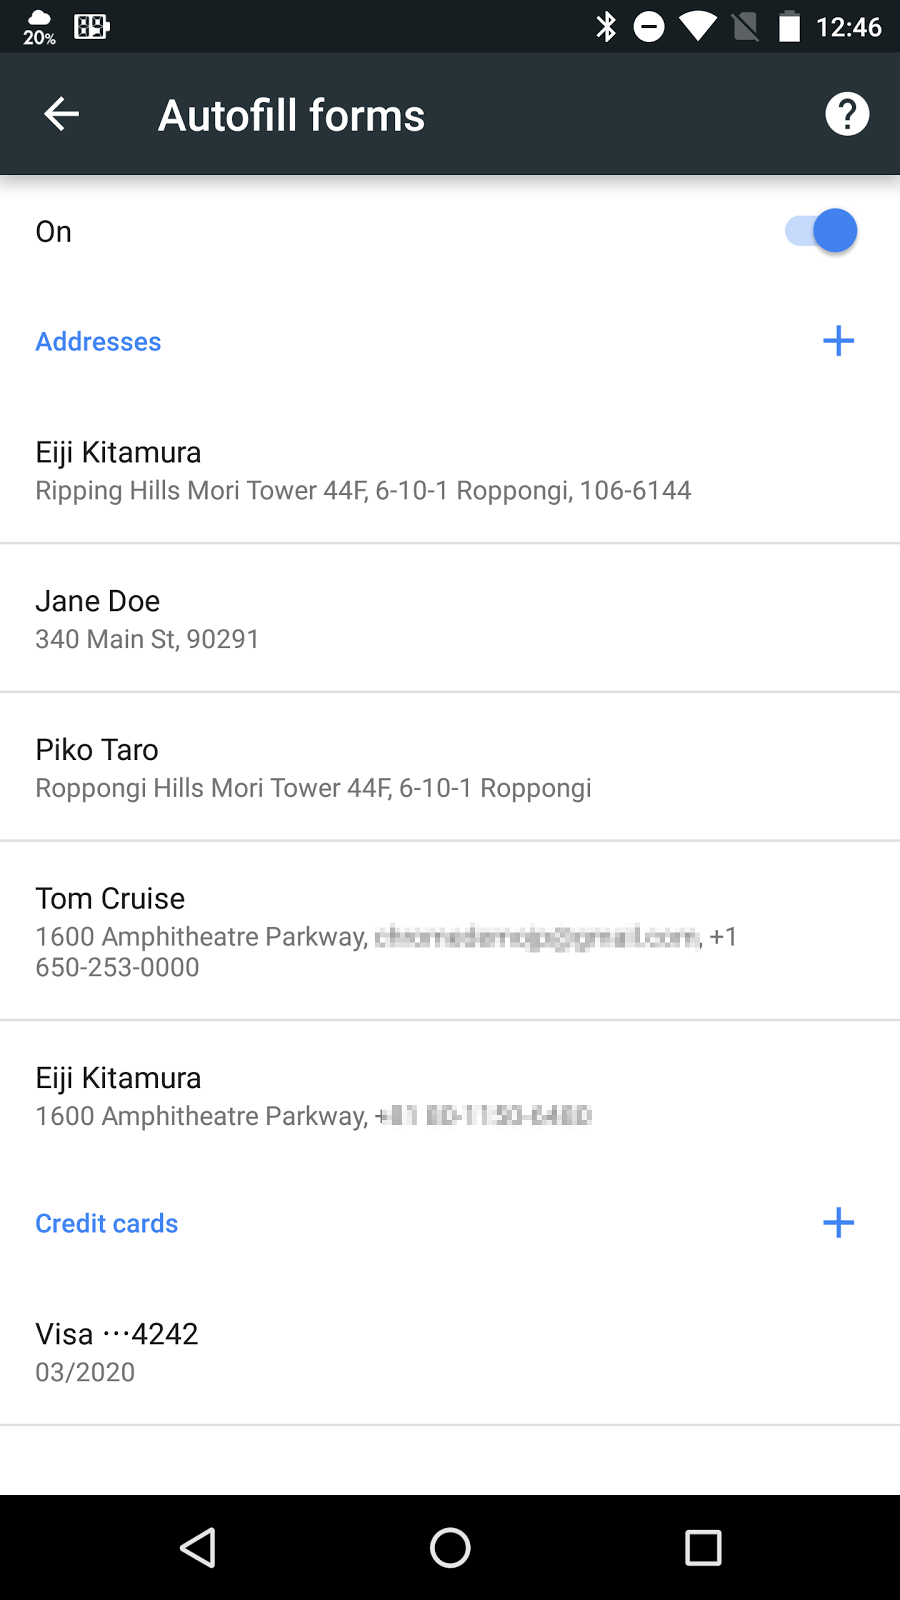 20%
89
12:46
Autofill forms
On
Addresses
Eiji Kitamura
Ripping Hills Mori Tower 44F, 6-10-1 Roppongi, 106-6144
Jane Doe
340 Main St, 90291
Piko Taro
Roppongi Hills Mori Tower 44F, 6-10-1 Roppongi
Tom Cruise
1600 Amphitheatre Parkway, , +1
650-253-0000
Eiji Kitamura
1600 Amphitheatre Parkway,
Credit cards
Visa ···4242
03/2020